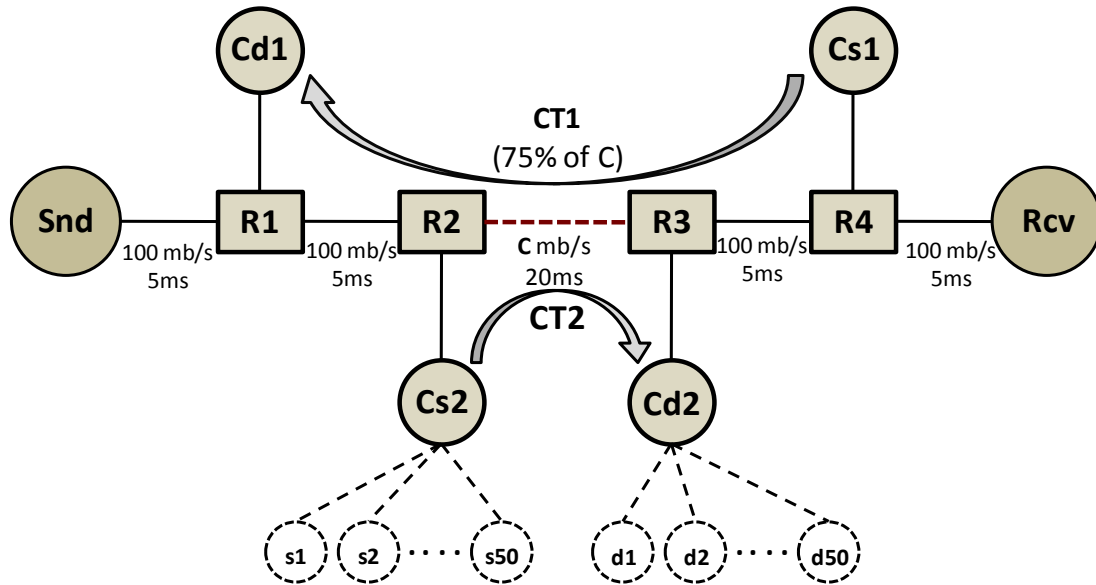 Cd1
Cs1
CT1
(75% of C)
Snd
R1
R2
R3
R4
Rcv
100 mb/s
5ms
100 mb/s
5ms
C mb/s
20ms
100 mb/s
5ms
100 mb/s
5ms
CT2
Cs2
Cd2
s1
s2
....
s50
d1
d2
....
d50